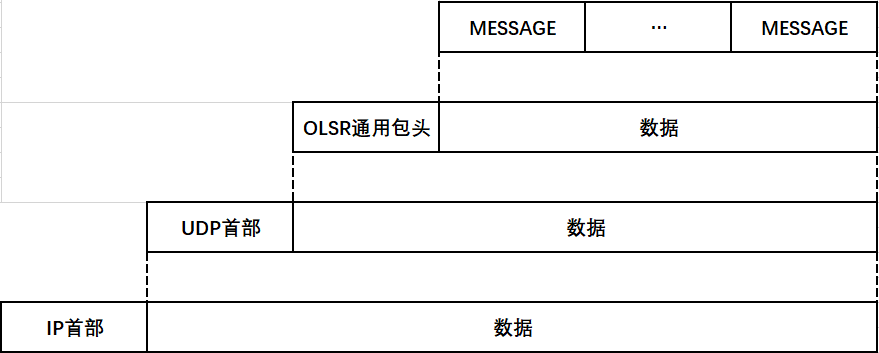 MESSAGE
…
MESSAGE
OLSR通用包头
数据
UDP首部
数据
IP首部
数据